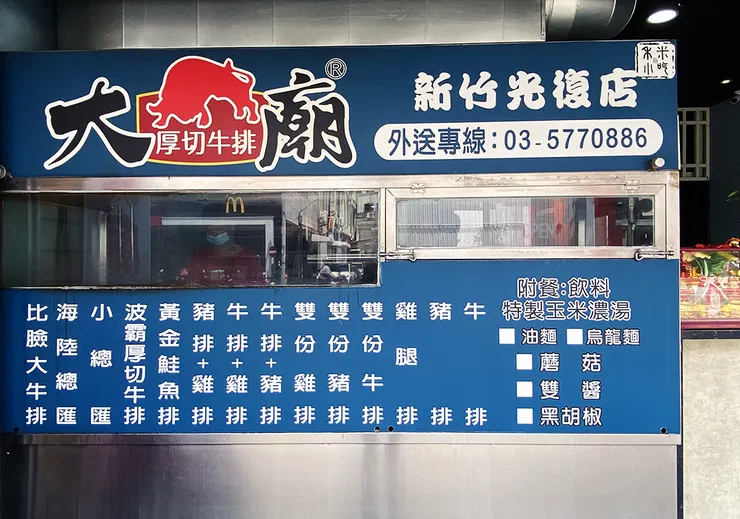 大廟®
厚切牛排
新竹光復店
外送專線：03-5770886
牛排
豬排
雞腿排
雙份牛排
雙份豬排
雙份雞排
牛排+豬排
牛排+雞排
豬排+雞排
黃金鮭魚排
波霸厚切牛排
小總匯
海陸總匯
比臉大牛排
附餐:飲料
特製玉米濃湯
油麵 烏龍麵
蘑菇
雙醬
黑胡椒